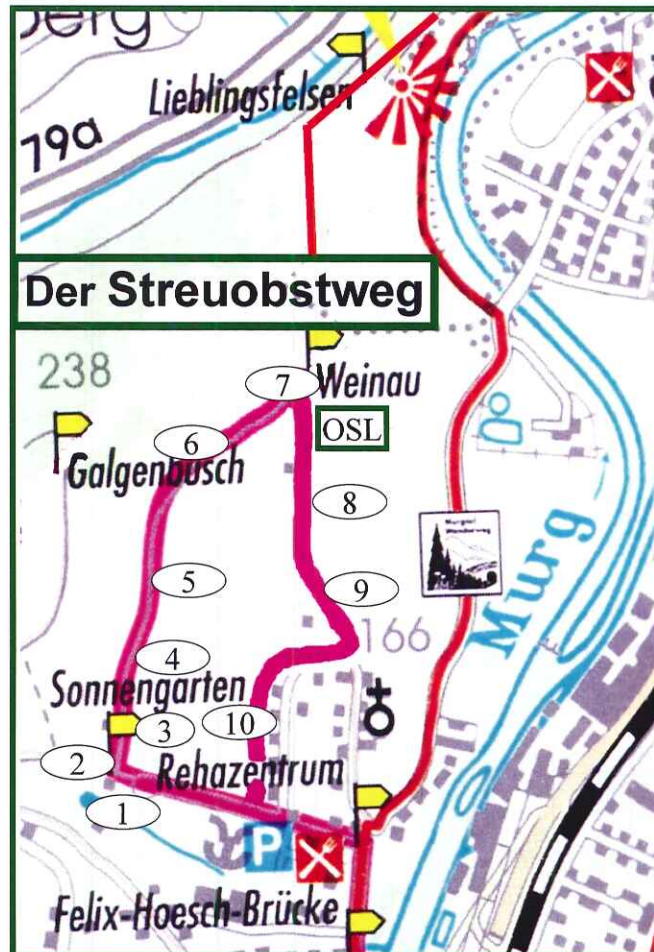 berg
Lieblingsfelsen
79a
Der Streuobstweg
238
7
Weinau
6
OSL
Galgenbusch
8
5
9
Murg
166
4
Sonnengarten
3
10
2
Rehazentrum
1
P
Felix-Hoesch-Brücke